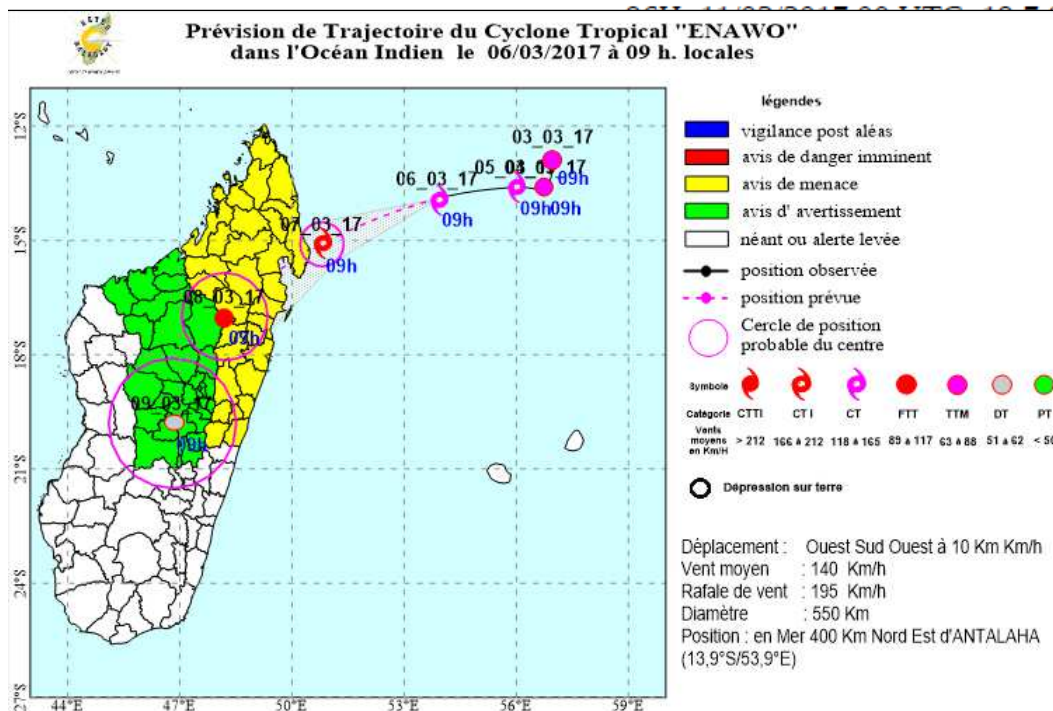 Prévision de Trajectoire du Cyclone Tropical "ENAWO"
dans l'Océan Indien le 06/03/2017 à 09 h. locales
12°S
15°S
18°S
21°S
24°S
27°S
44°E
47°E
50°E
53°E
56°E
59°E
03_03_17
09h
05_
_17
09h09h
06_03_17
09h
07_03_17
09h
08_03_17
09_03_17
légendes
vigilance post aléas
avis de danger imminent
avis de menace
avis d' avertissement
néant ou alerte levée
position observée
position prévue
Cercle de position
probable du centre
Symbole
Catégorie CTTI CT I CT FTT TTM DT PT
Vents
moyens
en Km/H
> 212 166 à 212 118 à 165 89 à 117 63 à 88 51 à 62
Dépression sur terre
Déplacement : Ouest Sud Ouest à 10 Km Km/h
Vent moyen : 140 Km/h
Rafale de vent : 195 Km/h
Diamètre : 550 Km
Position : en Mer 400 Km Nord Est d'ANTALAHA
(13,9°S/53,9°E)